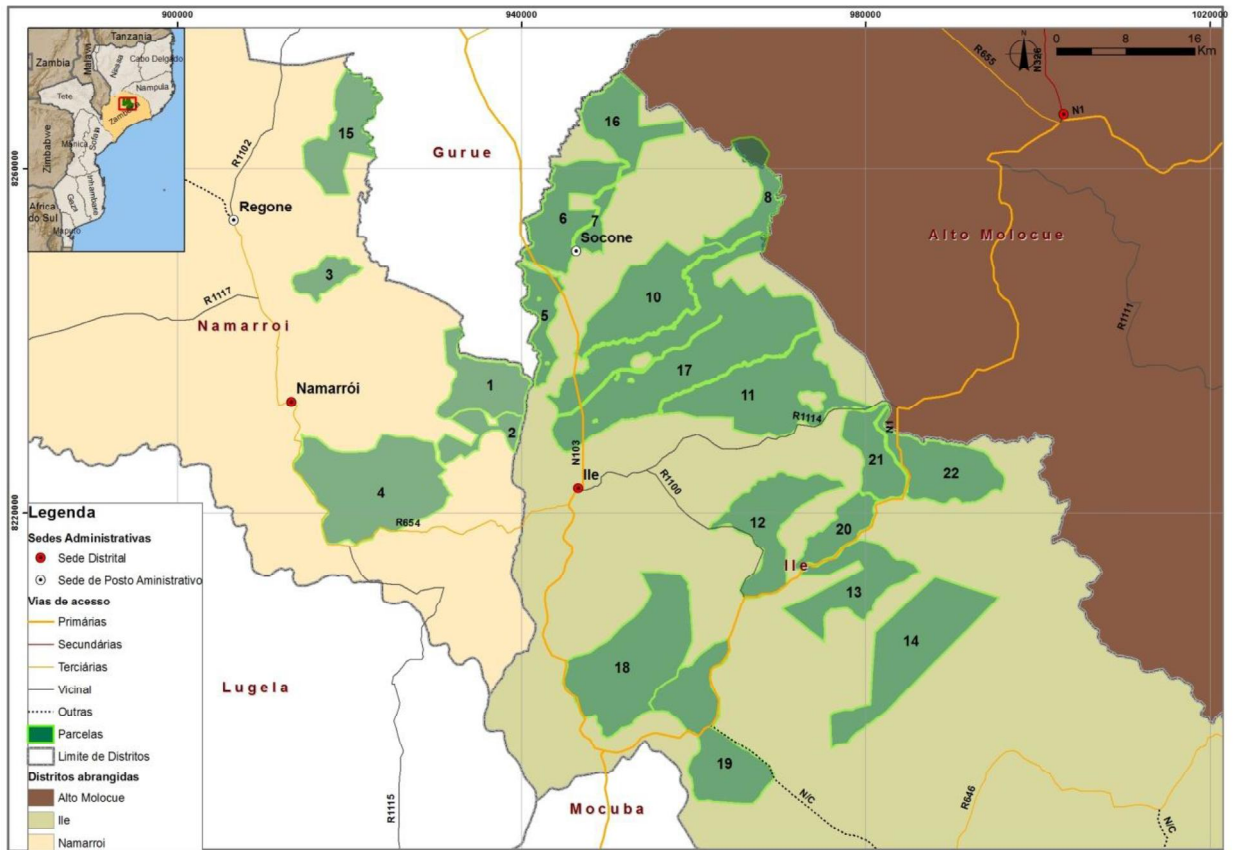 900000
940000
980000
1020000
8260000
8220000
Tanzania
Zambia
Malawi
Niassa
Cabo Delgado
Nampula
Tete
Zambezia
Zimbabwe
Manica
Sofala
Inhambane
Gaza
Africa
do Sul
Maputo
N
0 8 16
Km
R655
N326
N1
R1102
15
Gurue
16
8
Regone
6
7
Socone
Alto Molocue
3
R1117
Namarroi
10
5
R1111
17
1
11
Namarrói
R1114
N1
2
N103
21
22
Ile
R1100
4
R654
12
20
Ile
13
14
18
Lugela
19
N/C
Mocuba
R1115
R646
N/C
Legenda
Sedes Administrativas
Sede Distrital
Sede de Posto Aministrativo
Vias de acesso
Primárias
Secundárias
Terciárias
Vicinal
Outras
Parcelas
Limite de Distritos
Distritos abrangidas
Alto Molocue
Ile
Namarroi